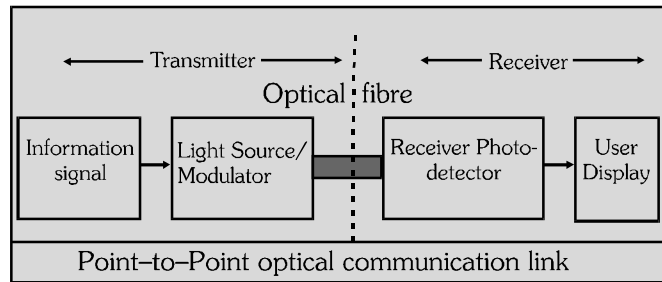 Transmitter
Receiver
Optical fibre
Information
signal
Light Source/
Modulator
Receiver Photo-
detector
User
Display
Point–to–Point optical communication link